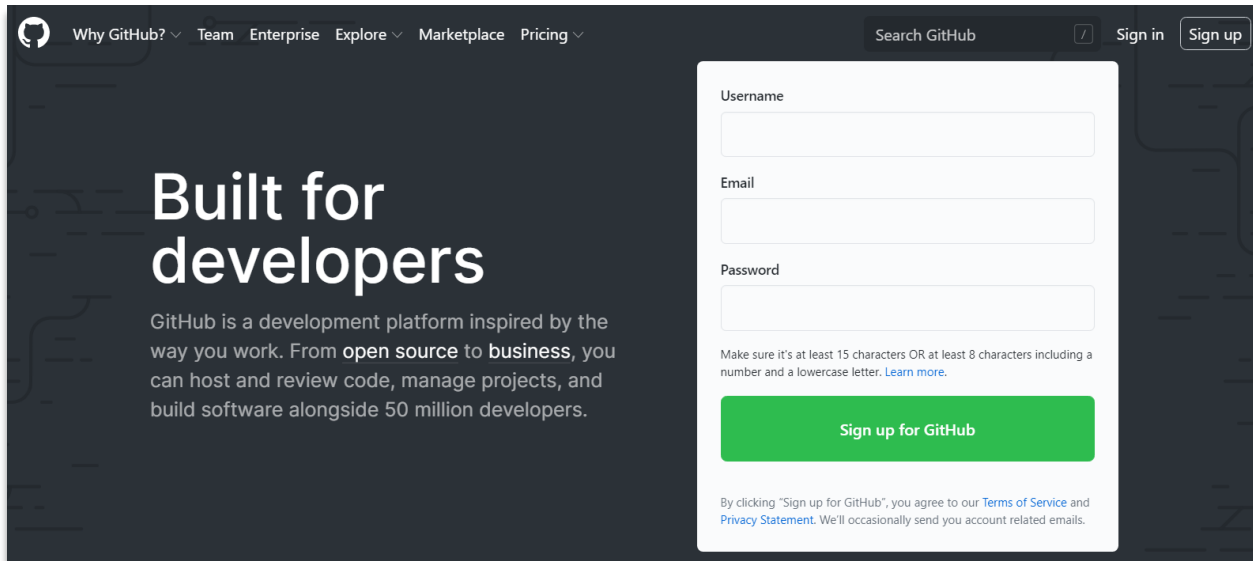 Why GitHub? Team Enterprise Explore Marketplace Pricing Search GitHub / Sign in Sign up
Built for
developers
GitHub is a development platform inspired by the
way you work. From open source to business, you
can host and review code, manage projects, and
build software alongside 50 million developers.
Username
Email
Password
Make sure it's at least 15 characters OR at least 8 characters including a
number and a lowercase letter. Learn more.
Sign up for GitHub
By clicking "Sign up for GitHub", you agree to our Terms of Service and
Privacy Statement. We'll occasionally send you account related emails.